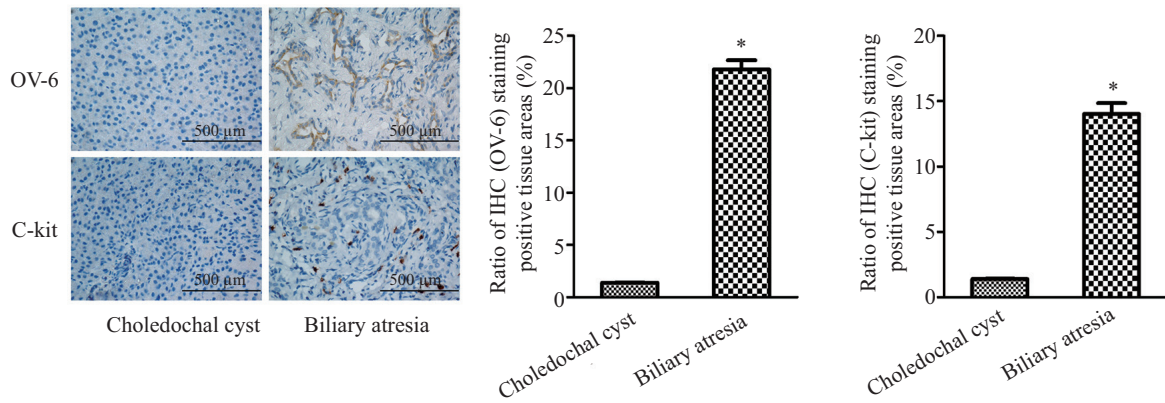 OV-6
500 µm
500 µm
C-kit
500 µm
500 µm
Choledochal cyst
Biliary atresia
Ratio of IHC (OV-6) staining
positive tissue areas (%)
25
20
15
10
5
0
*
Choledochal cyst
Biliary atresia
Ratio of IHC (C-kit) staining
positive tissue areas (%)
20
15
10
5
0
*
Choledochal cyst
Biliary atresia